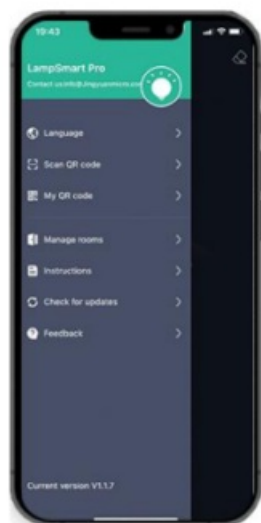 19:43
LampSmart Pro
Language
Scan QR code
My QR code
Manage rooms
Instructions
Check for updates
Feedback
Current version V1.1.7